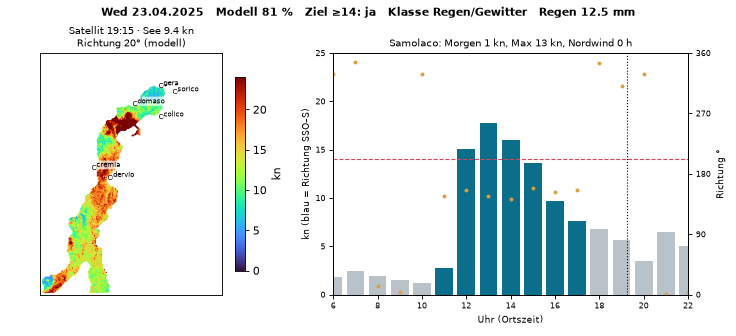 Wed 23.04.2025   Modell 81 %   Ziel ≥14: ja   Klasse Regen/Gewitter   Regen 12.5 mm
Satellit 19:15 · See 9.4 kn
Richtung 20° (modell)
gera
sorico
domaso
colico
cremia
dervio
20
15
10
5
0
kn
Samolaco: Morgen 1 kn, Max 13 kn, Nordwind 0 h
25
20
15
10
5
0
kn (blau = Richtung SSO-S)
360
270
180
90
0
Richtung °
6 8 10 12 14 16 18 20 22
Uhr (Ortszeit)